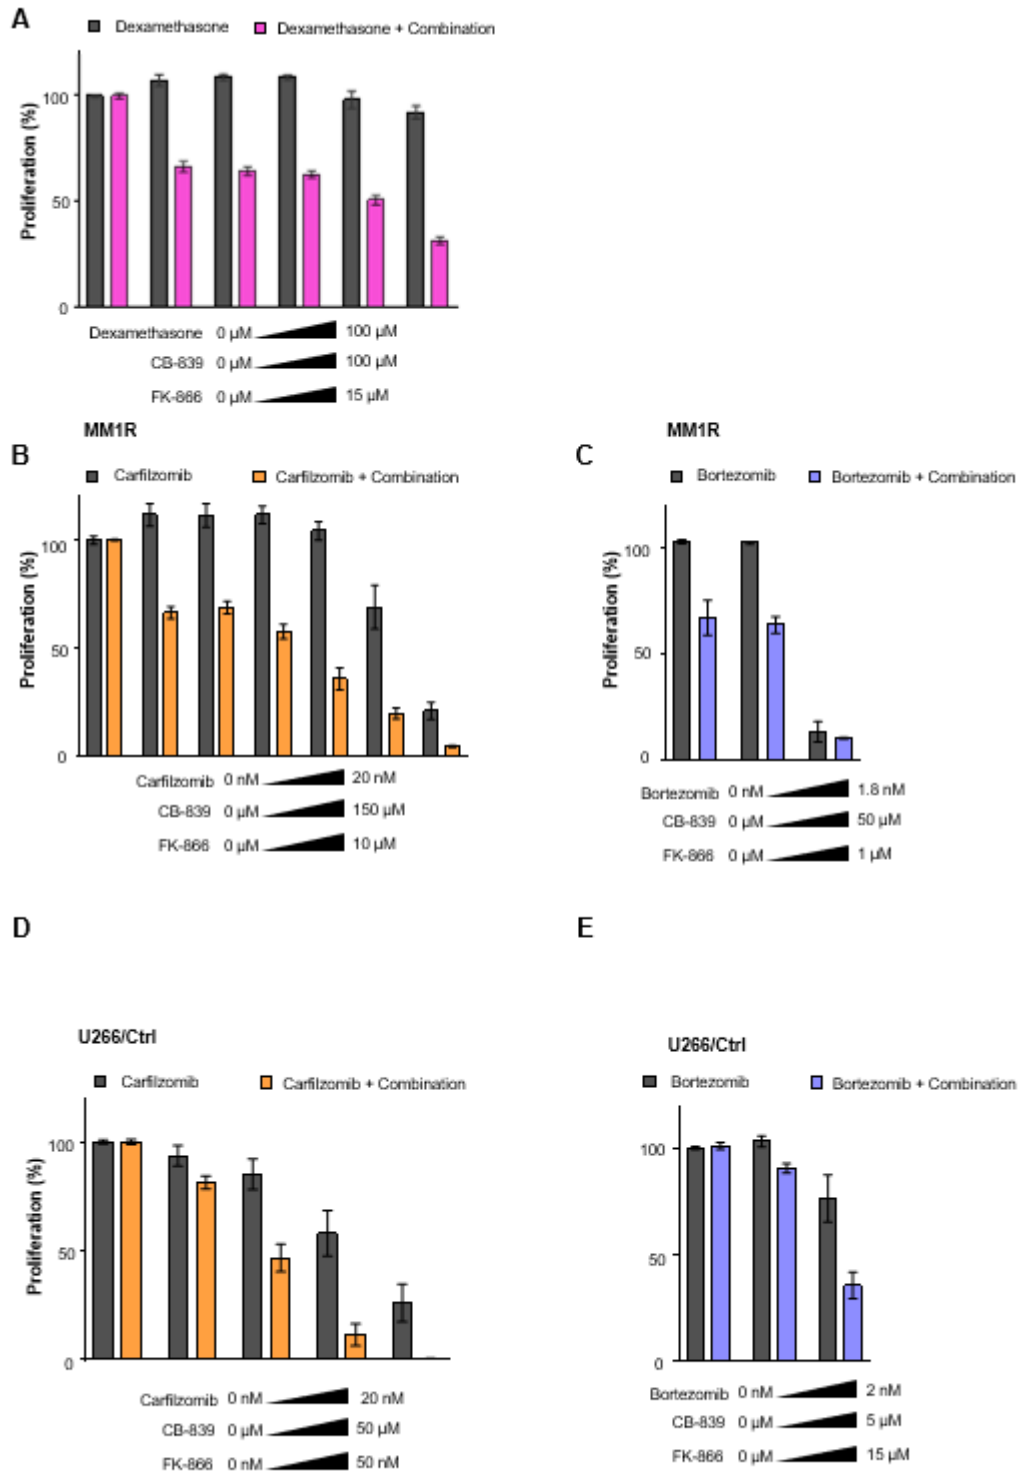 A
Dexamethasone
Dexamethasone + Combination
Proliferation (%)
100
50
0
Dexamethasone 0 µM 100 µM
CB-839 0 µM 100 µM
FK-866 0 µM 15 µM
MM1R
B
Carfilzomib
Carfilzomib + Combination
Proliferation (%)
100
50
0
Carfilzomib 0 nM 20 nM
CB-839 0 µM 150 µM
FK-866 0 µM 10 µM
MM1R
C
Bortezomib
Bortezomib + Combination
Proliferation (%)
100
50
0
Bortezomib 0 nM 1.8 nM
CB-839 0 µM 50 µM
FK-866 0 µM 1 µM
D
U266/Ctrl
Carfilzomib
Carfilzomib + Combination
Proliferation (%)
100
50
0
Carfilzomib 0 nM 20 nM
CB-839 0 µM 50 µM
FK-866 0 nM 50 nM
E
U266/Ctrl
Bortezomib
Bortezomib + Combination
100
50
0
Bortezomib 0 nM 2 nM
CB-839 0 µM 5 µM
FK-866 0 µM 15 µM